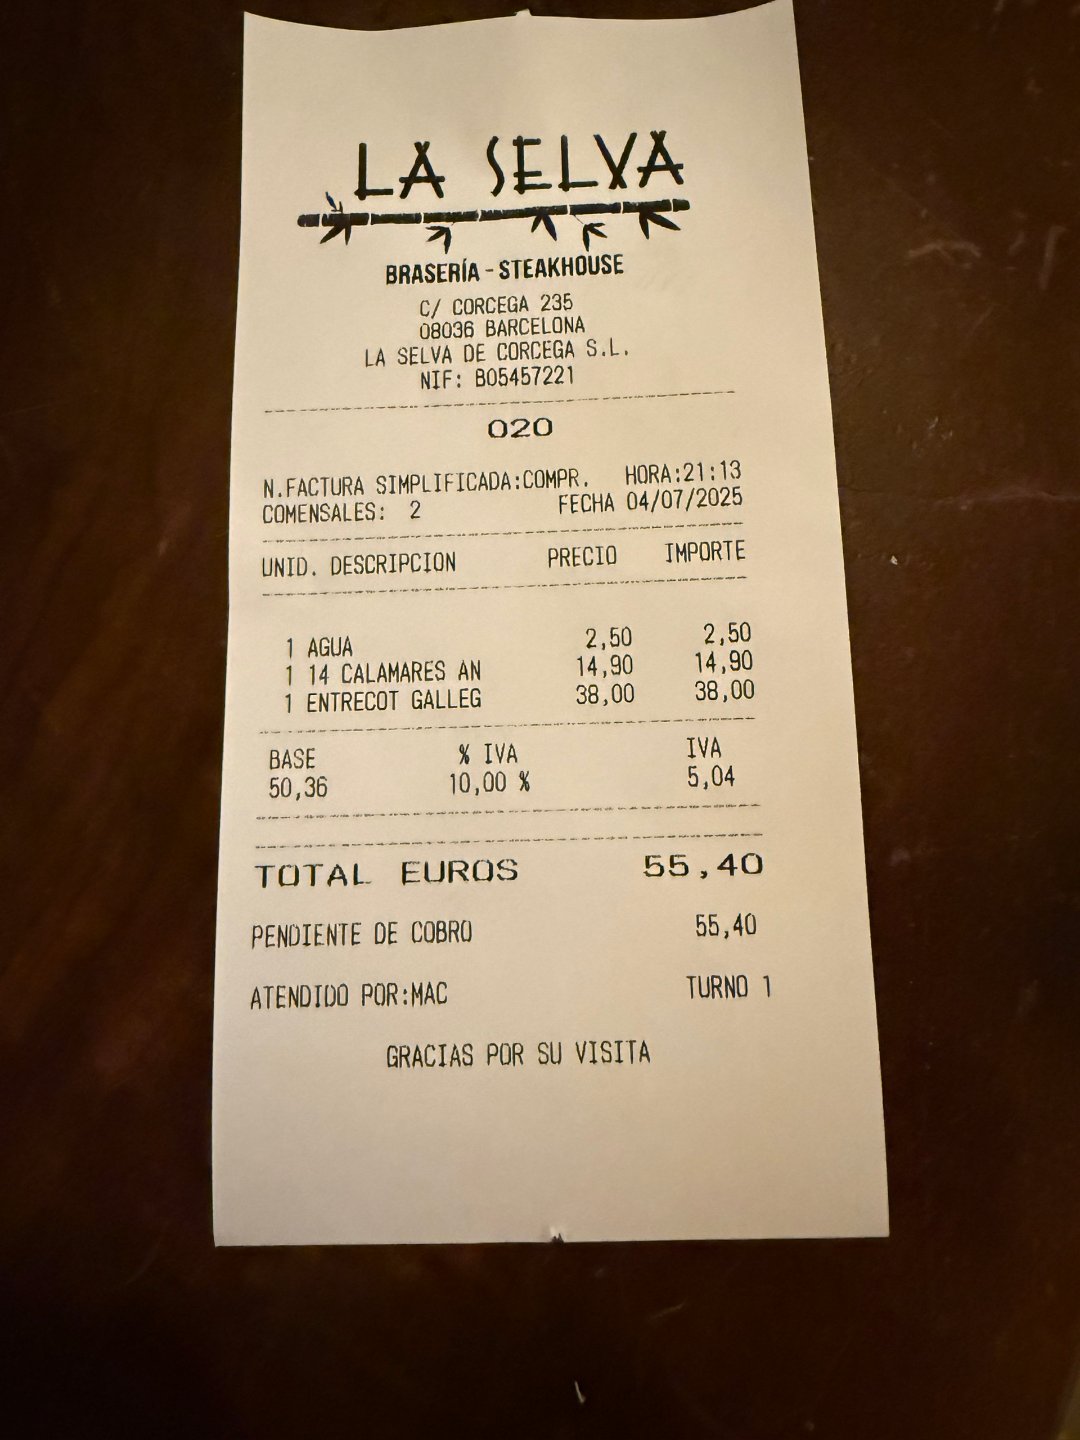 LA SELVA
BRASERÍA - STEAKHOUSE
C/ CORCEGA 235
08036 BARCELONA
LA SELVA DE CORCEGA S.L.
NIF: B05457221
020
N.FACTURA SIMPLIFICADA:COMPR. HORA:21:13
COMENSALES: 2 FECHA 04/07/2025
UNID. DESCRIPCION PRECIO IMPORTE
1 AGUA 2,50 2,50
1 14 CALAMARES AN 14,90 14,90
1 ENTRECOT GALLEG 38,00 38,00
BASE % IVA IVA
50,36 10,00 % 5,04
TOTAL EUROS 55,40
PENDIENTE DE COBRO 55,40
ATENDIDO POR:MAC TURNO 1
GRACIAS POR SU VISITA